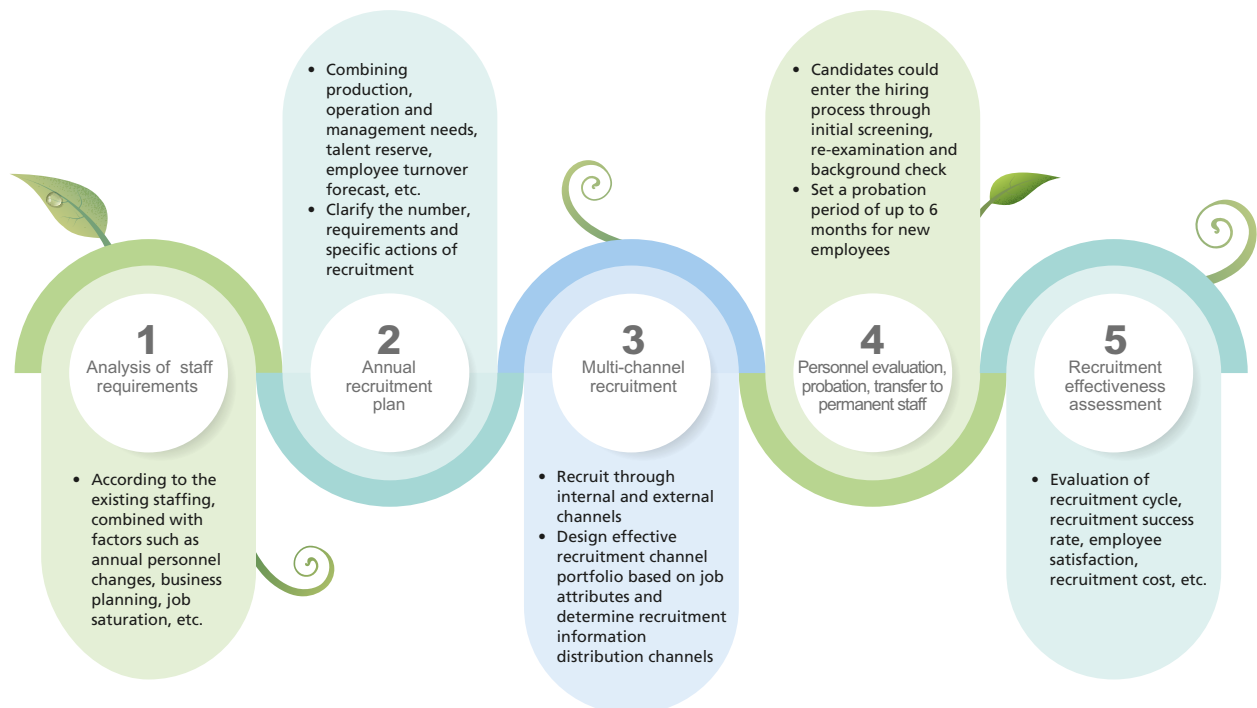 1
Analysis of staff
requirements
• According to the
existing staffing,
combined with
factors such as
annual personnel
changes, business
planning, job
saturation, etc.
• Combining
production,
operation and
management needs,
talent reserve,
employee turnover
forecast, etc.
• Clarify the number,
requirements and
specific actions of
recruitment
2
Annual
recruitment
plan
3
Multi-channel
recruitment
• Recruit through
internal and external
channels
• Design effective
recruitment channel
portfolio based on job
attributes and
determine recruitment
information
distribution channels
• Candidates could
enter the hiring
process through
initial screening,
re-examination and
background check
• Set a probation
period of up to 6
months for new
employees
4
Personnel evaluation,
probation, transfer to
permanent staff
5
Recruitment
effectiveness
assessment
• Evaluation of
recruitment cycle,
recruitment success
rate, employee
satisfaction,
recruitment cost, etc.